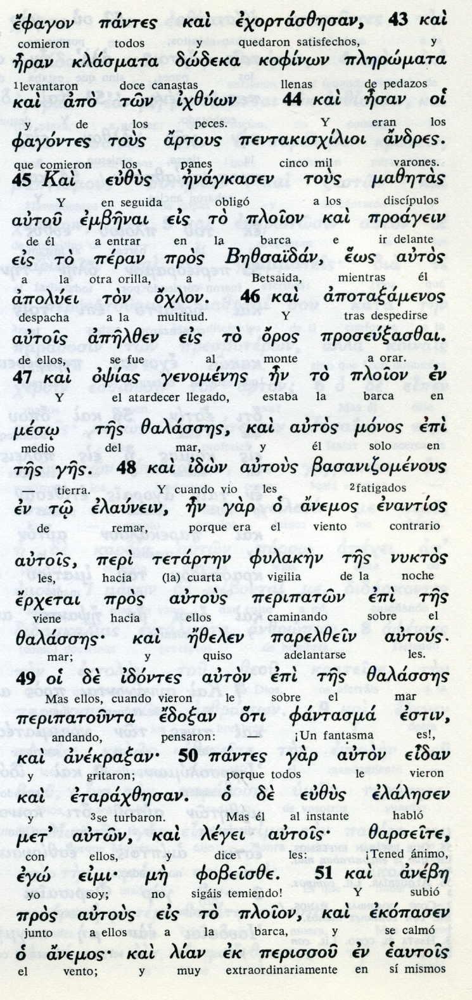 ἔφαγον πάντες καὶ ἐχορτάσθησαν, 43 καὶ
comieron todos y quedaron satisfechos, y
ἦραν κλάσματα δώδεκα κοφίνων πληρώματα
1levantaron doce canastas llenas de pedazos
καὶ ἀπὸ τῶν ἰχθύων 44 καὶ ἦσαν οἱ
y de los peces. Y eran los
φαγόντες τοὺς ἄρτους πεντακισχίλιοι ἄνδρες.
que comieron los panes cinco mil varones.
45 Καὶ εὐθὺς ἠνάγκασεν τοὺς μαθητὰς
Y en seguida obligó a los discípulos
αὐτοῦ ἐμβῆναι εἰς τὸ πλοῖον καὶ προάγειν
de él a entrar en la barca e ir delante
εἰς τὸ πέραν πρὸς Βηθσαϊδάν, ἕως αὐτὸς
a la otra orilla, a Betsaida, mientras él
ἀπολύει τὸν ὄχλον. 46 καὶ ἀποταξάμενος
despacha a la multitud. Y tras despedirse
αὐτοῖς ἀπῆλθεν εἰς τὸ ὄρος προσεύξασθαι.
de ellos, se fue al monte a orar.
47 καὶ ὀψίας γενομένης ἦν τὸ πλοῖον ἐν
Y el atardecer llegado, estaba la barca en
μέσῳ τῆς θαλάσσης, καὶ αὐτὸς μόνος ἐπὶ
medio del mar, y él solo en
τῆς γῆς. 48 καὶ ἰδὼν αὐτοὺς βασανιζομένους
— tierra. Y cuando vio les 2fatigados
ἐν τῷ ἐλαύνειν, ἦν γὰρ ὁ ἄνεμος ἐναντίος
de remar, porque era el viento contrario
αὐτοῖς, περὶ τετάρτην φυλακὴν τῆς νυκτὸς
les, hacia (la) cuarta vigilia de la noche
ἔρχεται πρὸς αὐτοὺς περιπατῶν ἐπὶ τῆς
viene hacia ellos caminando sobre el
θαλάσσης· καὶ ἤθελεν παρελθεῖν αὐτούς.
mar; y quiso adelantarse les.
49 οἱ δὲ ἰδόντες αὐτὸν ἐπὶ τῆς θαλάσσης
Mas ellos, cuando vieron le sobre el mar
περιπατοῦντα ἔδοξαν ὅτι φάντασμά ἐστιν,
andando, pensaron: — ¡Un fantasma es!,
καὶ ἀνέκραξαν· 50 πάντες γὰρ αὐτὸν εἶδαν
y gritaron; porque todos le vieron
καὶ ἐταράχθησαν. ὁ δὲ εὐθὺς ἐλάλησεν
y 3se turbaron. Mas él al instante habló
μετ' αὐτῶν, καὶ λέγει αὐτοῖς· θαρσεῖτε,
con ellos, y dice les: ¡Tened ánimo,
ἐγώ εἰμι· μὴ φοβεῖσθε. 51 καὶ ἀνέβη
yo soy; no sigáis temiendo! Y subió
πρὸς αὐτοὺς εἰς τὸ πλοῖον, καὶ ἐκόπασεν
junto a ellos a la barca, y se calmó
ὁ ἄνεμος· καὶ λίαν ἐκ περισσοῦ ἐν ἑαυτοῖς
el vento; y muy extraordinariamente en sí mismos